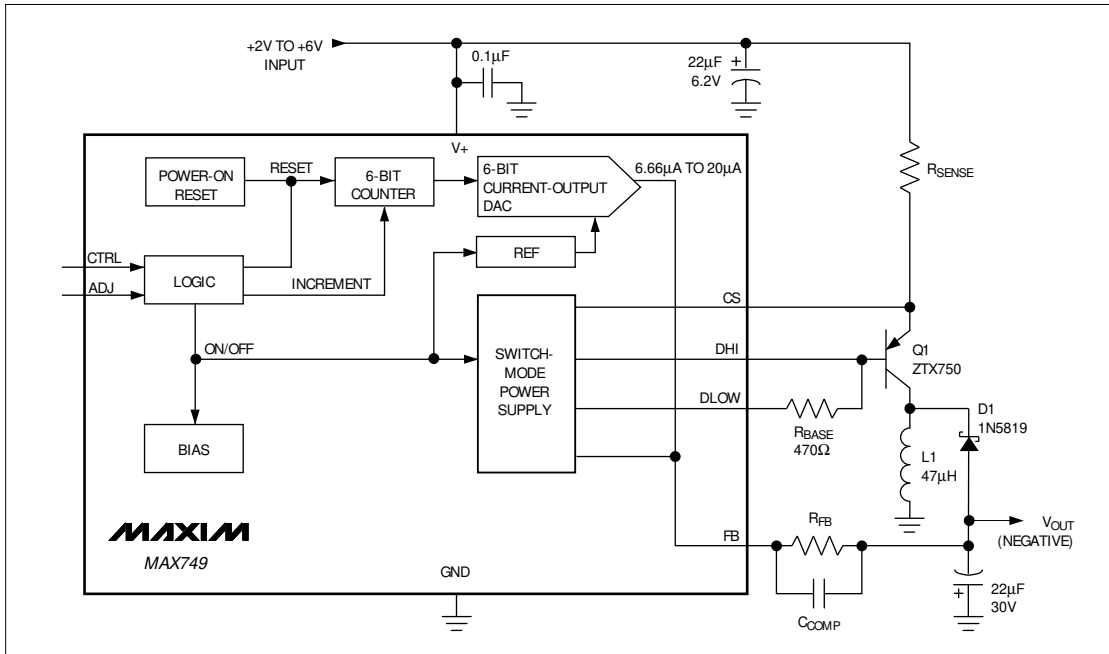 +2V TO +6V
INPUT
0.1µF
22µF
6.2V
+
V+
POWER-ON
RESET
RESET
6-BIT
COUNTER
6-BIT
CURRENT-OUTPUT
DAC
6.66µA TO 20µA
RSENSE
REF
CTRL
ADJ
LOGIC
INCREMENT
CS
ON/OFF
SWITCH-
MODE
POWER
SUPPLY
DHI
DLOW
Q1
ZTX750
RBASE
470Ω
D1
1N5819
L1
47µH
BIAS
MAXIM
MAX749
FB
RFB
CCOMP
VOUT
(NEGATIVE)
GND
22µF
30V
+